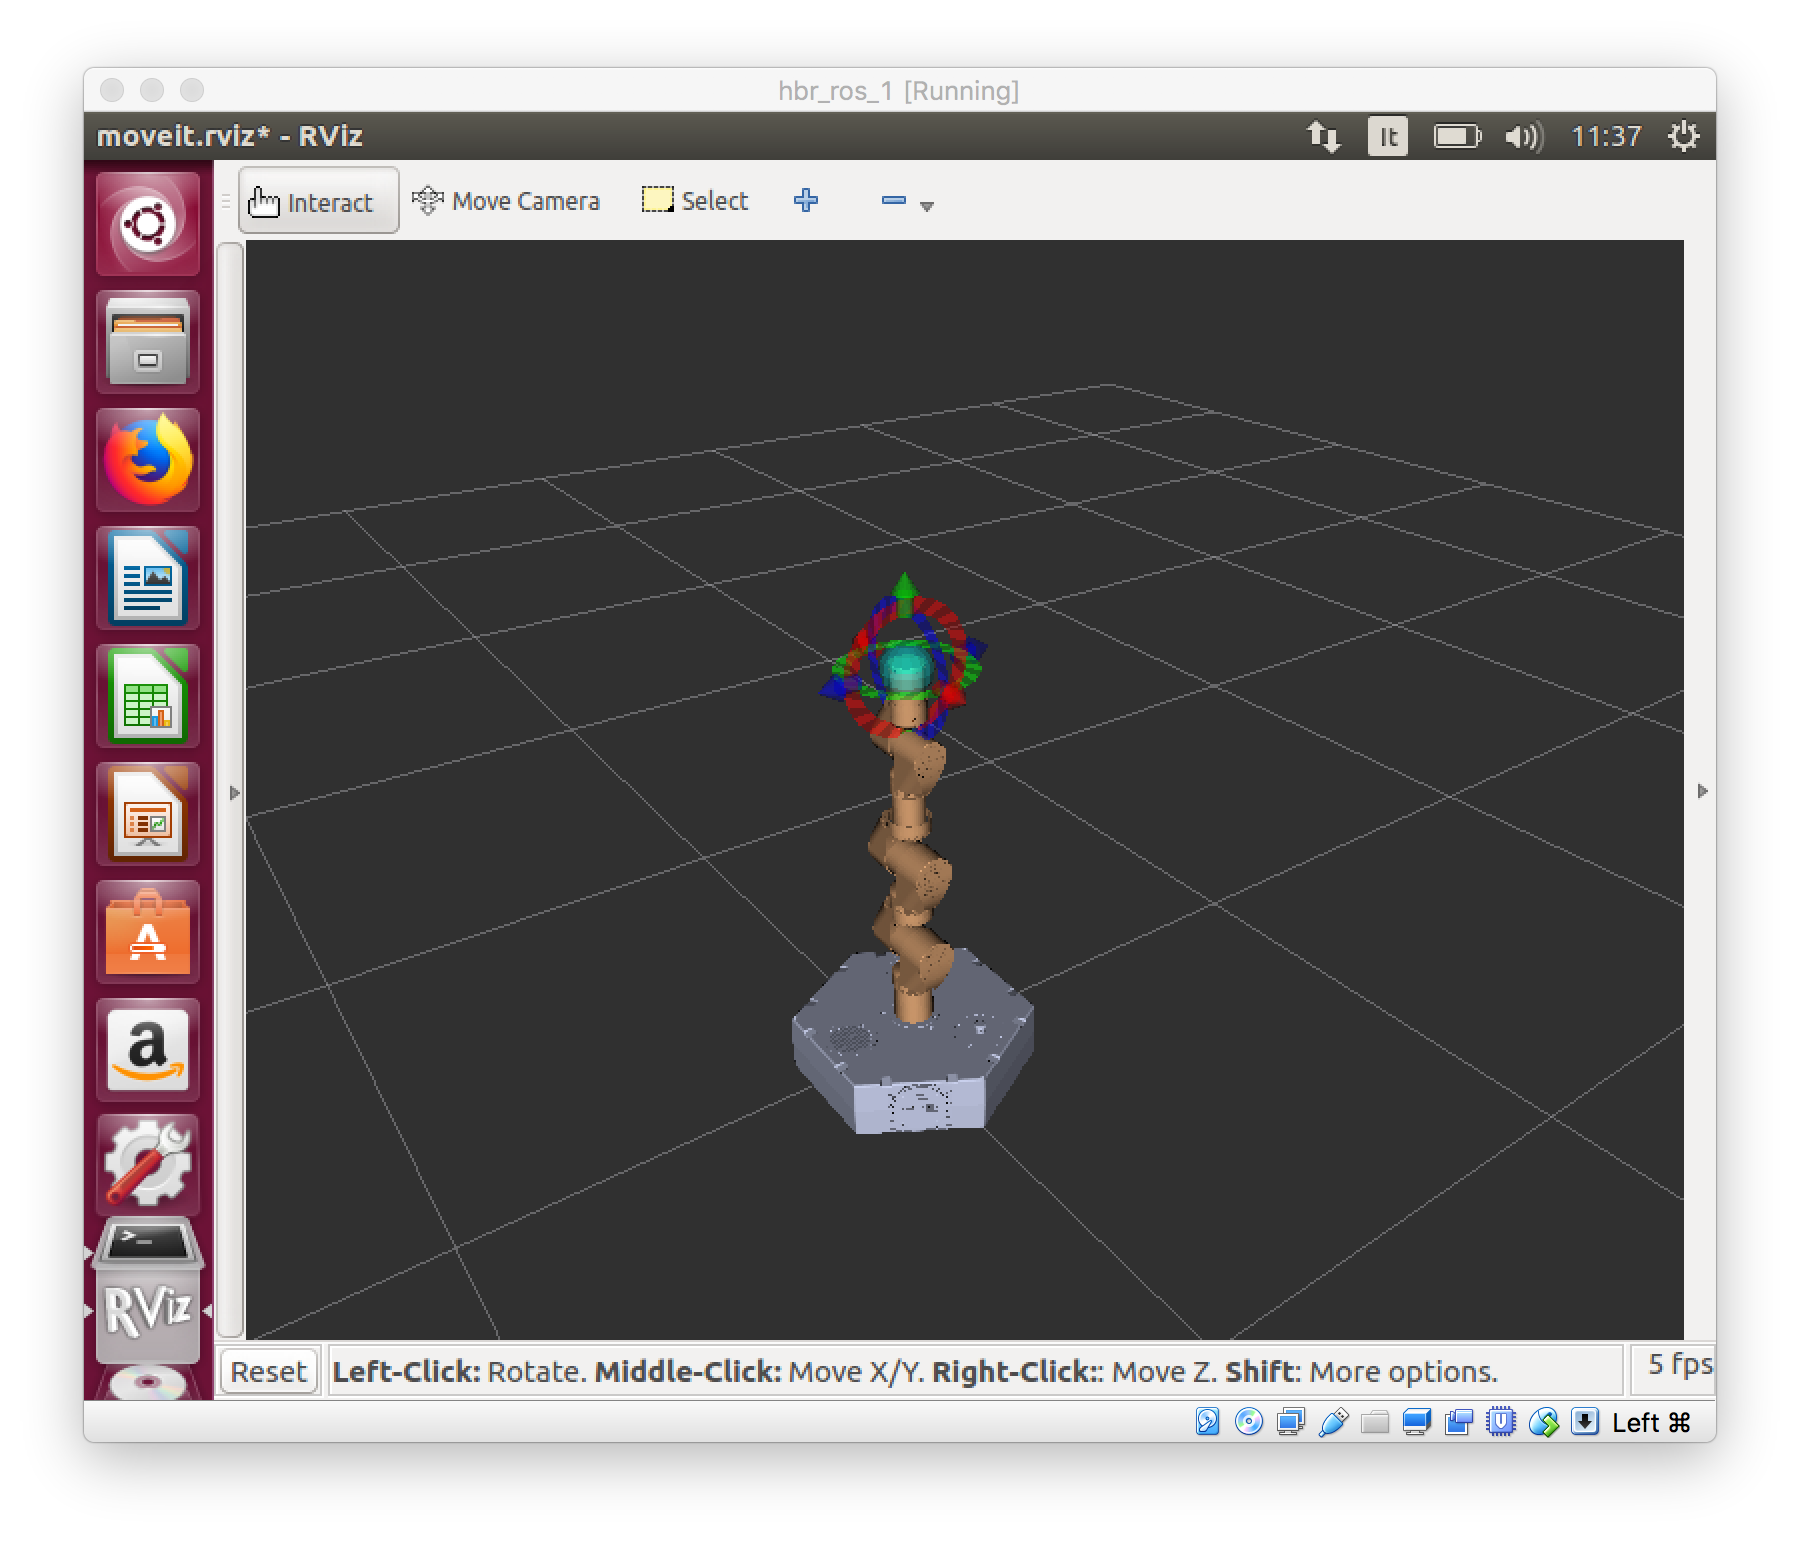 hbr_ros_1 [Running]
moveit.rviz* - RViz
It
11:37
Interact
Move Camera
Select
A
a
>_
RViz
Reset
Left-Click: Rotate. Middle-Click: Move X/Y. Right-Click:: Move Z. Shift: More options.
5 fps
Left ⌘